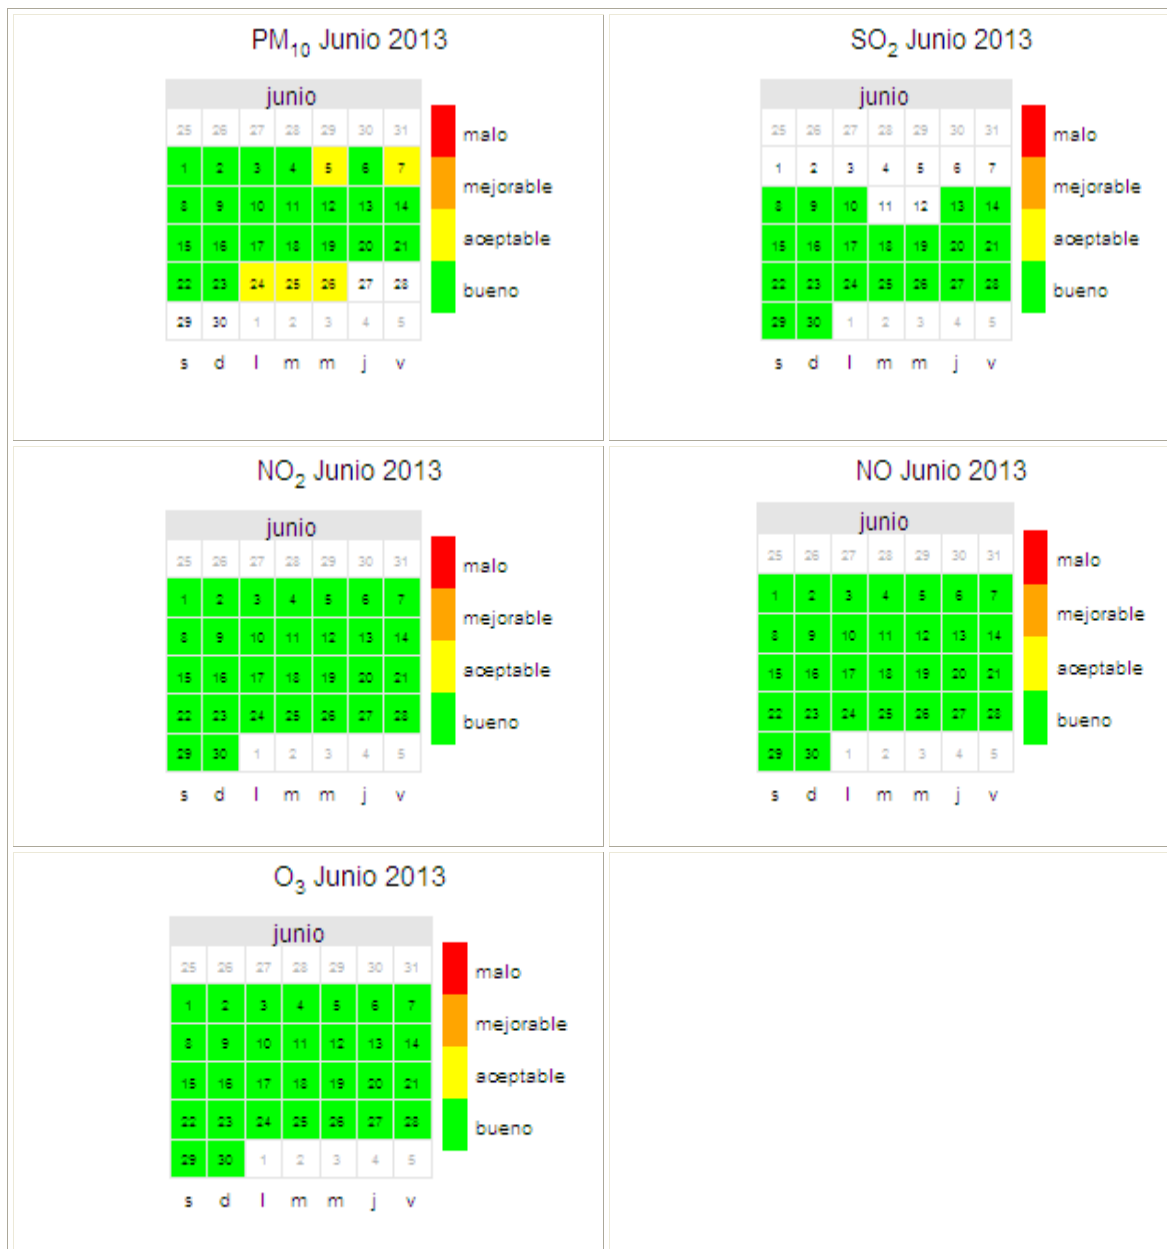 PM10 Junio 2013
junio
25 26 27 28 29 30 31
1 2 3 4 5 6 7
8 9 10 11 12 13 14
15 16 17 18 19 20 21
22 23 24 25 26 27 28
29 30 1 2 3 4 5
s d l m m j v
malo
mejorable
aceptable
bueno
SO2 Junio 2013
junio
25 26 27 28 29 30 31
1 2 3 4 5 6 7
8 9 10 11 12 13 14
15 16 17 18 19 20 21
22 23 24 25 26 27 28
29 30 1 2 3 4 5
s d l m m j v
malo
mejorable
aceptable
bueno
NO2 Junio 2013
junio
25 26 27 28 29 30 31
1 2 3 4 5 6 7
8 9 10 11 12 13 14
15 16 17 18 19 20 21
22 23 24 25 26 27 28
29 30 1 2 3 4 5
s d l m m j v
malo
mejorable
aceptable
bueno
NO Junio 2013
junio
25 26 27 28 29 30 31
1 2 3 4 5 6 7
8 9 10 11 12 13 14
15 16 17 18 19 20 21
22 23 24 25 26 27 28
29 30 1 2 3 4 5
s d l m m j v
malo
mejorable
aceptable
bueno
O3 Junio 2013
junio
25 26 27 28 29 30 31
1 2 3 4 5 6 7
8 9 10 11 12 13 14
15 16 17 18 19 20 21
22 23 24 25 26 27 28
29 30 1 2 3 4 5
s d l m m j v
malo
mejorable
aceptable
bueno